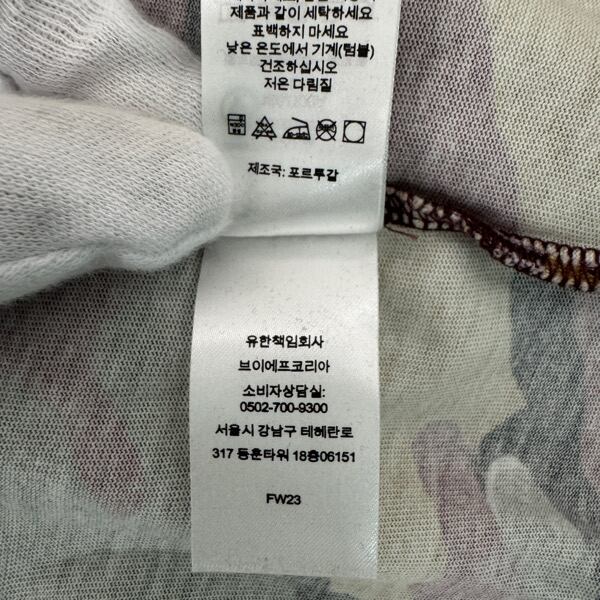 제품과 같이 세탁하세요
표백하지 마세요
낮은 온도에서 기계(텀블)
건조하십시오
저온 다림질
제조국: 포르투갈
유한책임회사
브이에프코리아
소비자상담실:
0502-700-9300
서울시 강남구 테헤란로
317 동훈타워 18층06151
FW23